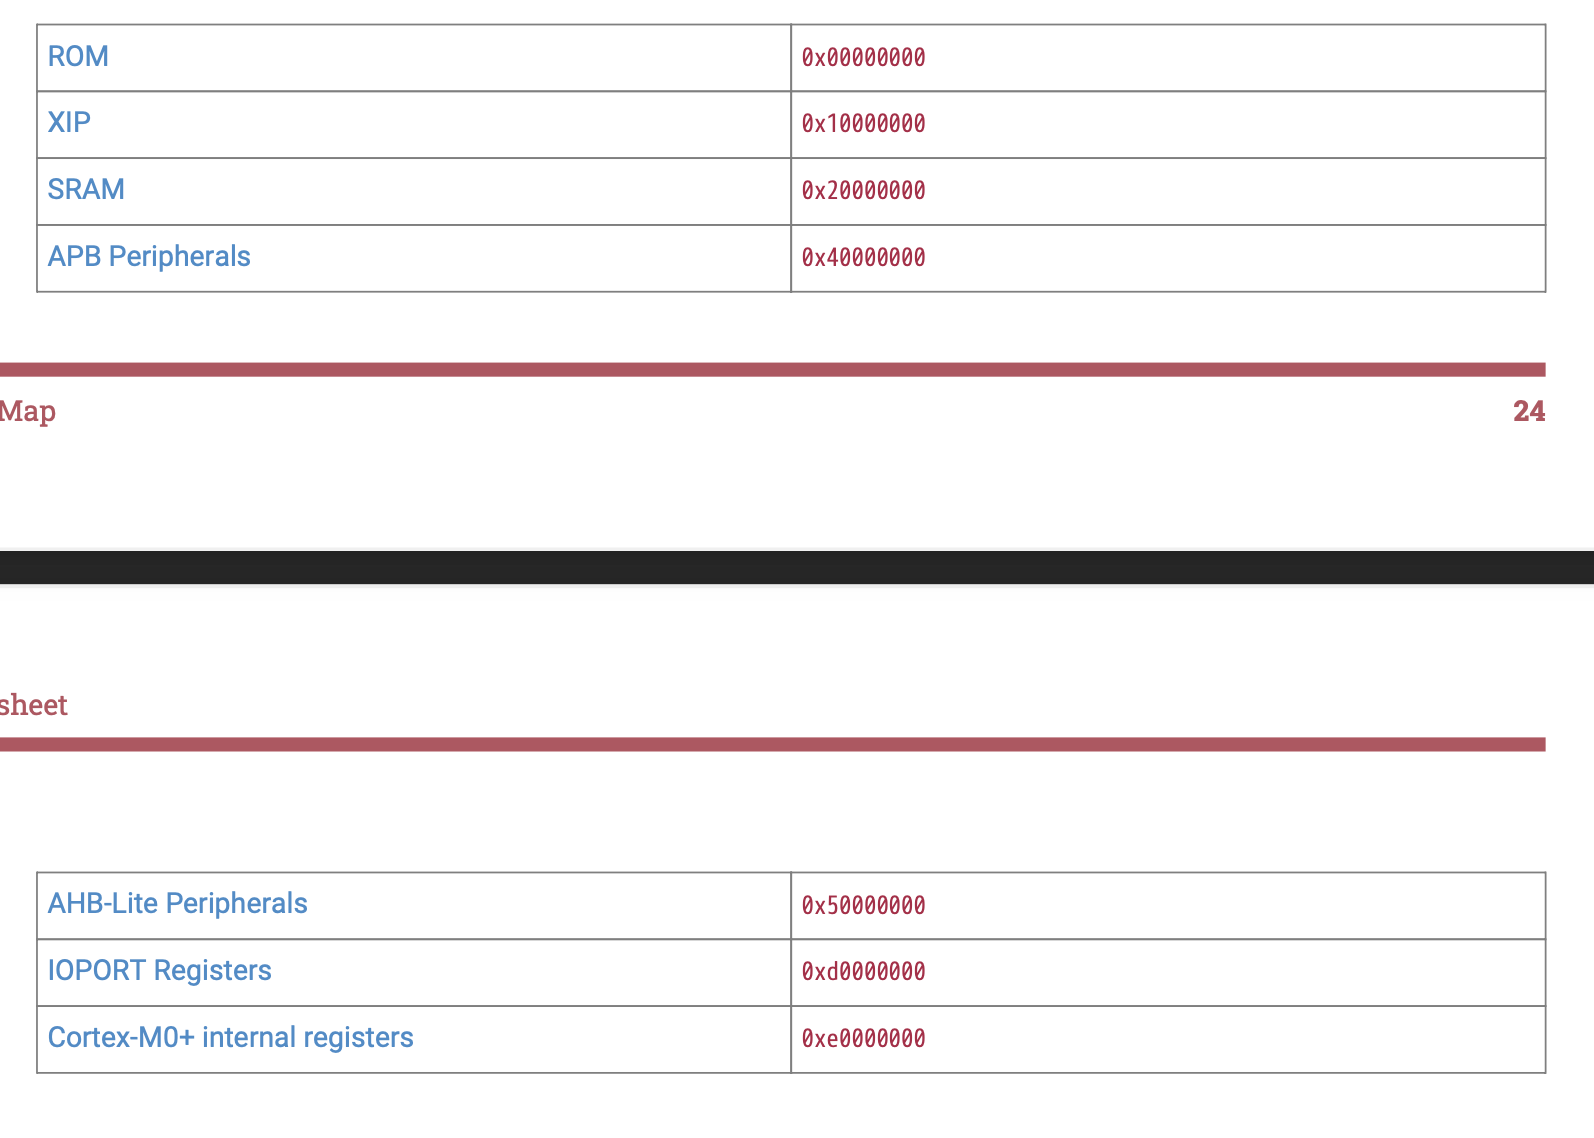 ROM 0x00000000
XIP 0x10000000
SRAM 0x20000000
APB Peripherals 0x40000000
Map 24
sheet
AHB-Lite Peripherals 0x50000000
IOPORT Registers 0xd0000000
Cortex-M0+ internal registers 0xe0000000